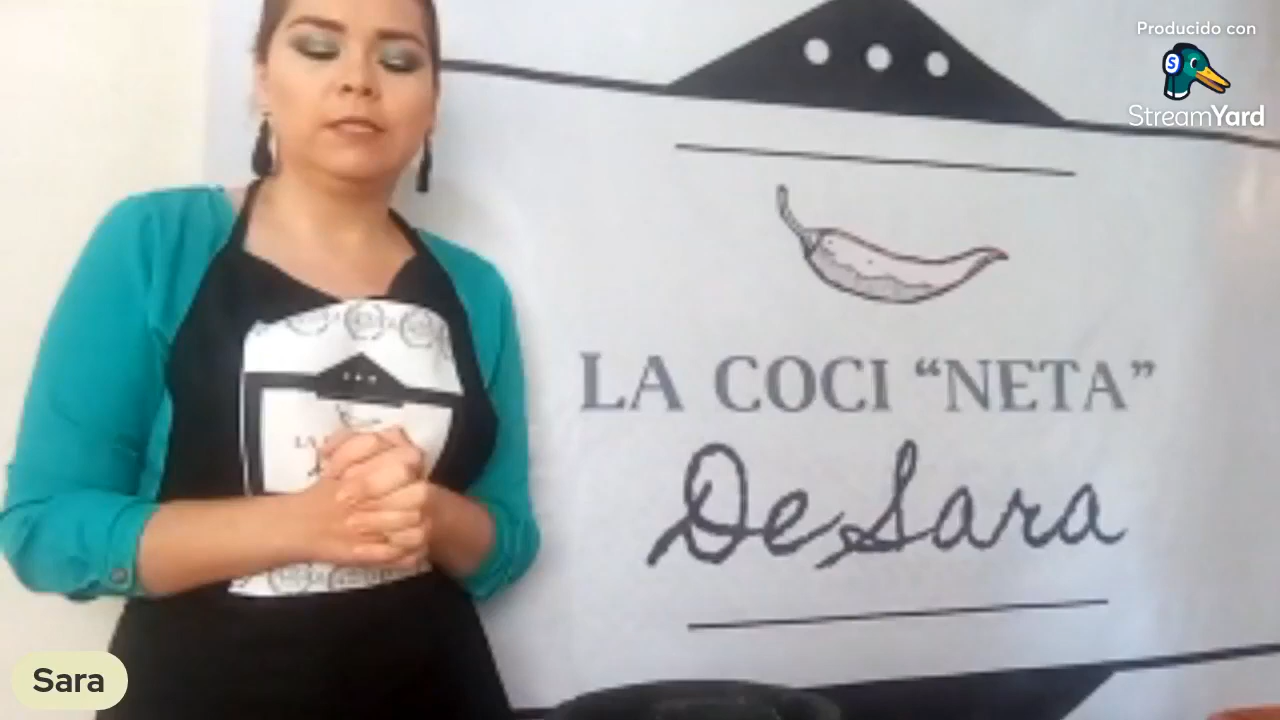 Producido con
StreamYard
LA COCI “NETA”
De Sara
Sara